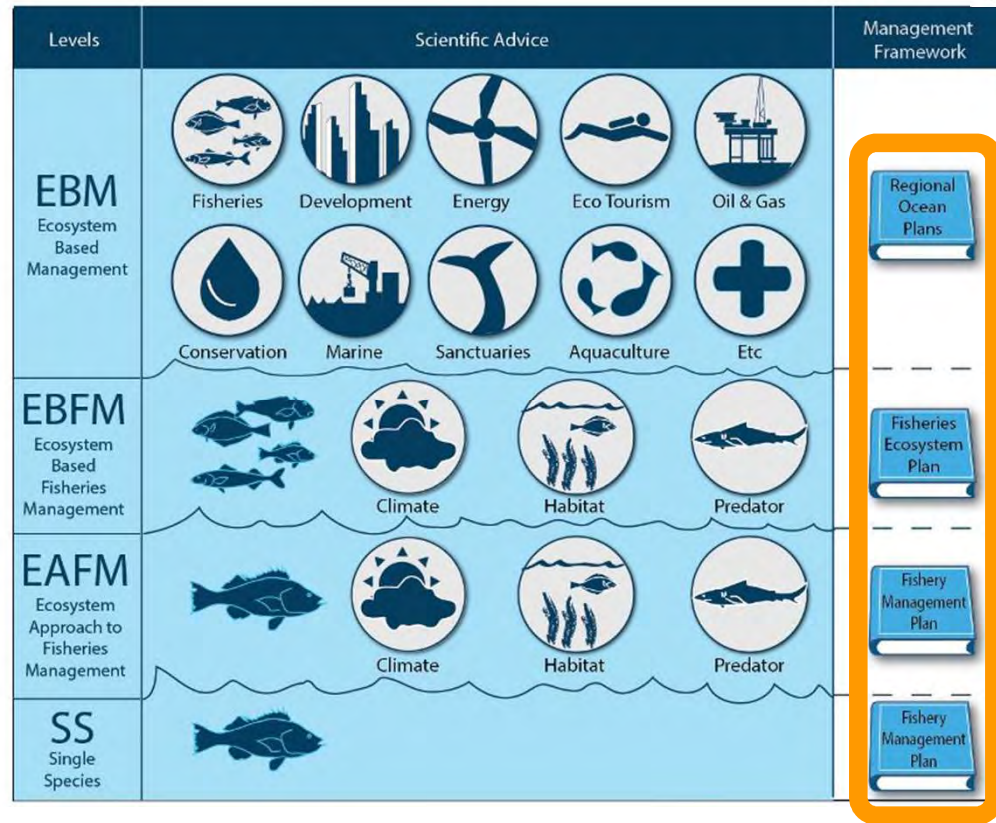 Levels
Scientific Advice
Management
Framework
EBM
Ecosystem
Based
Management
Fisheries
Development
Energy
Eco Tourism
Oil & Gas
Conservation
Marine
Sanctuaries
Aquaculture
Etc
Regional
Ocean
Plans
EBFM
Ecosystem
Based
Fisheries
Management
Climate
Habitat
Predator
Fisheries
Ecosystem
Plan
EAFM
Ecosystem
Approach to
Fisheries
Management
Climate
Habitat
Predator
Fishery
Management
Plan
SS
Single
Species
Fishery
Management
Plan